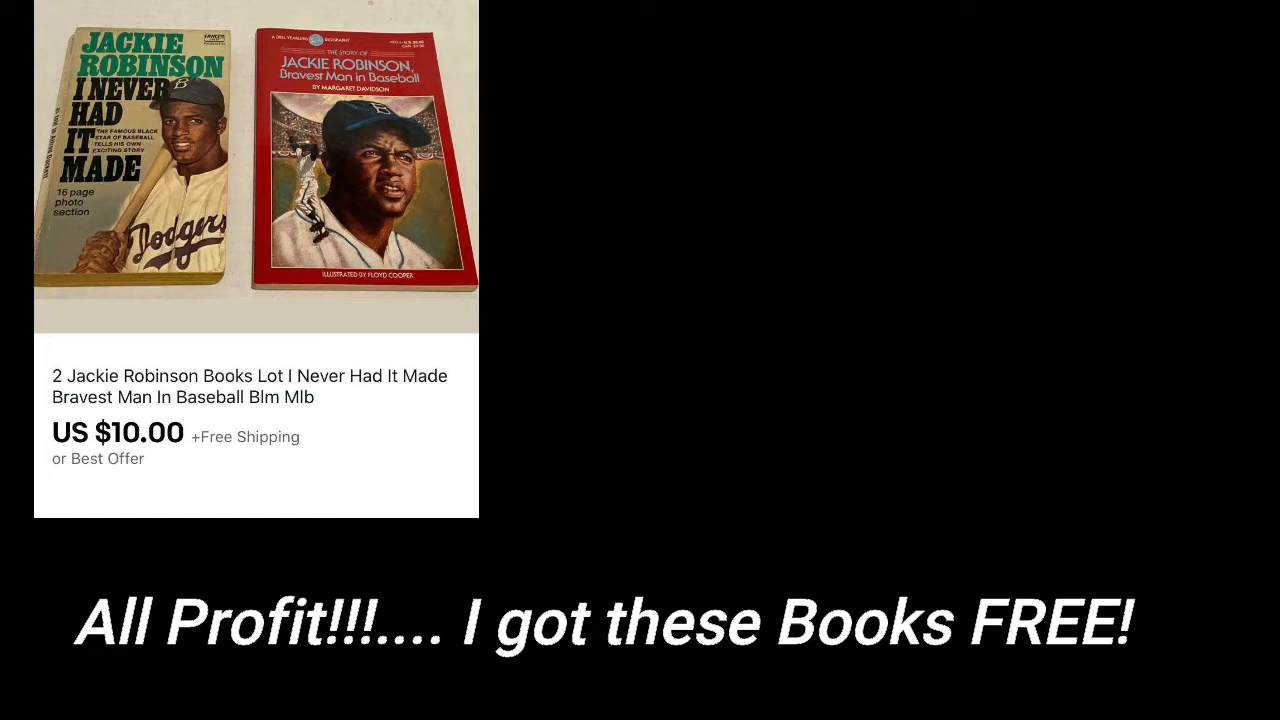 JACKIE
ROBINSON
I NEVER
HAD
IT
MADE
THE FAMOUS BLACK
STAR OF BASEBALL
TELLS HIS OWN
EXCITING STORY
16 page
photo
section
Dodgers
A DELL YEARLING BIOGRAPHY
THE STORY OF
JACKIE ROBINSON,
Bravest Man in Baseball
BY MARGARET DAVIDSON
ILLUSTRATED BY FLOYD COOPER
2 Jackie Robinson Books Lot I Never Had It Made
Bravest Man In Baseball Blm Mlb
US $10.00 +Free Shipping
or Best Offer
All Profit!!!.... I got these Books FREE!